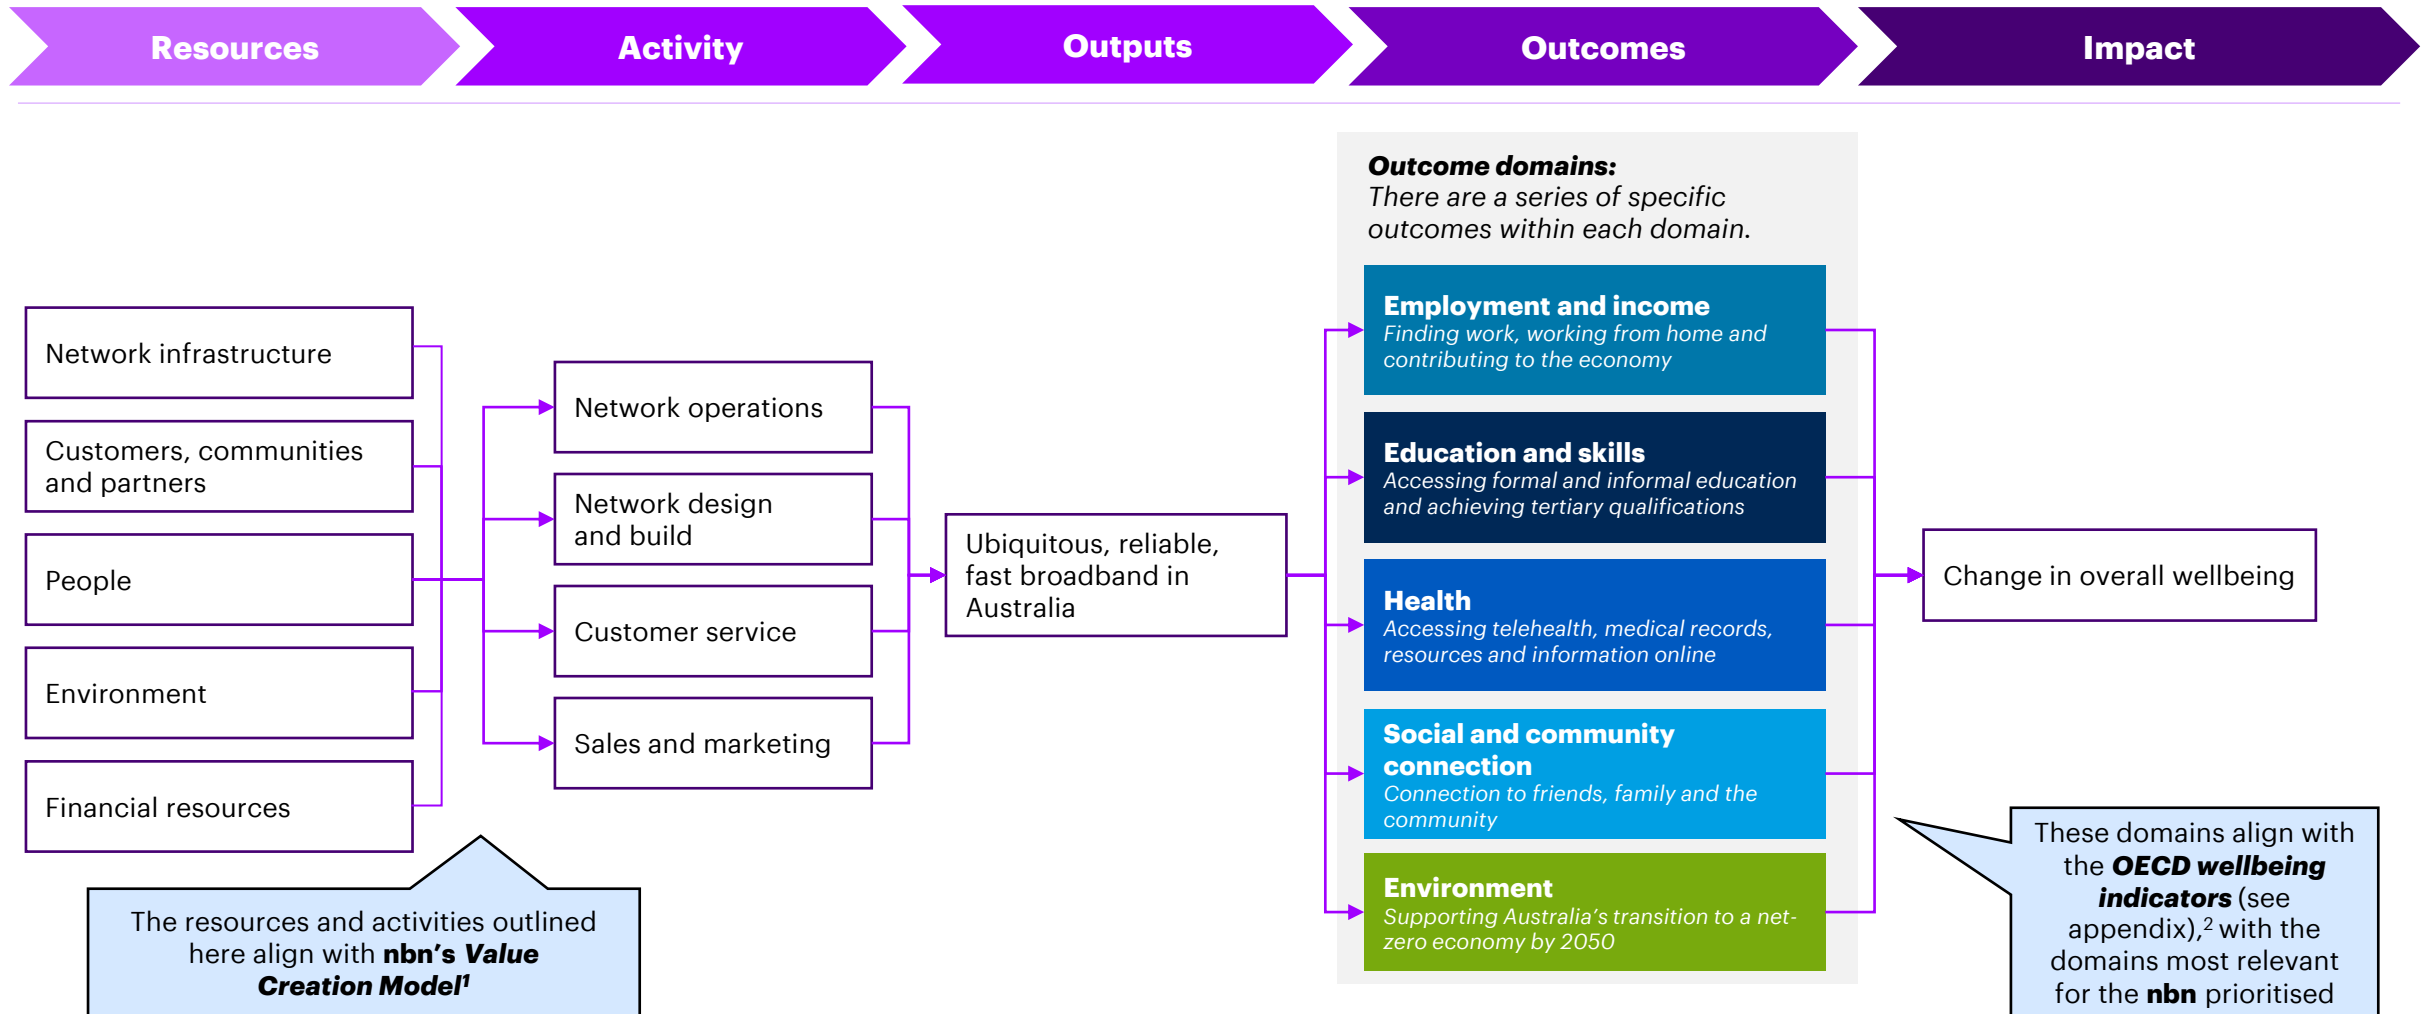 Resources
Activity
Outputs
Outcomes
Impact
Network infrastructure
Customers, communities
and partners
People
Environment
Financial resources
The resources and activities outlined
here align with nbn's Value
Creation Model¹
Network operations
Network design
and build
Customer service
Sales and marketing
Ubiquitous, reliable,
fast broadband in
Australia
Outcome domains:
There are a series of specific
outcomes within each domain.
Employment and income
Finding work, working from home and
contributing to the economy
Education and skills
Accessing formal and informal education
and achieving tertiary qualifications
Health
Accessing telehealth, medical records,
resources and information online
Social and community
connection
Connection to friends, family and the
community
Environment
Supporting Australia's transition to a net-
zero economy by 2050
Change in overall wellbeing
These domains align with
the OECD wellbeing
indicators (see
appendix),² with the
domains most relevant
for the nbn prioritised